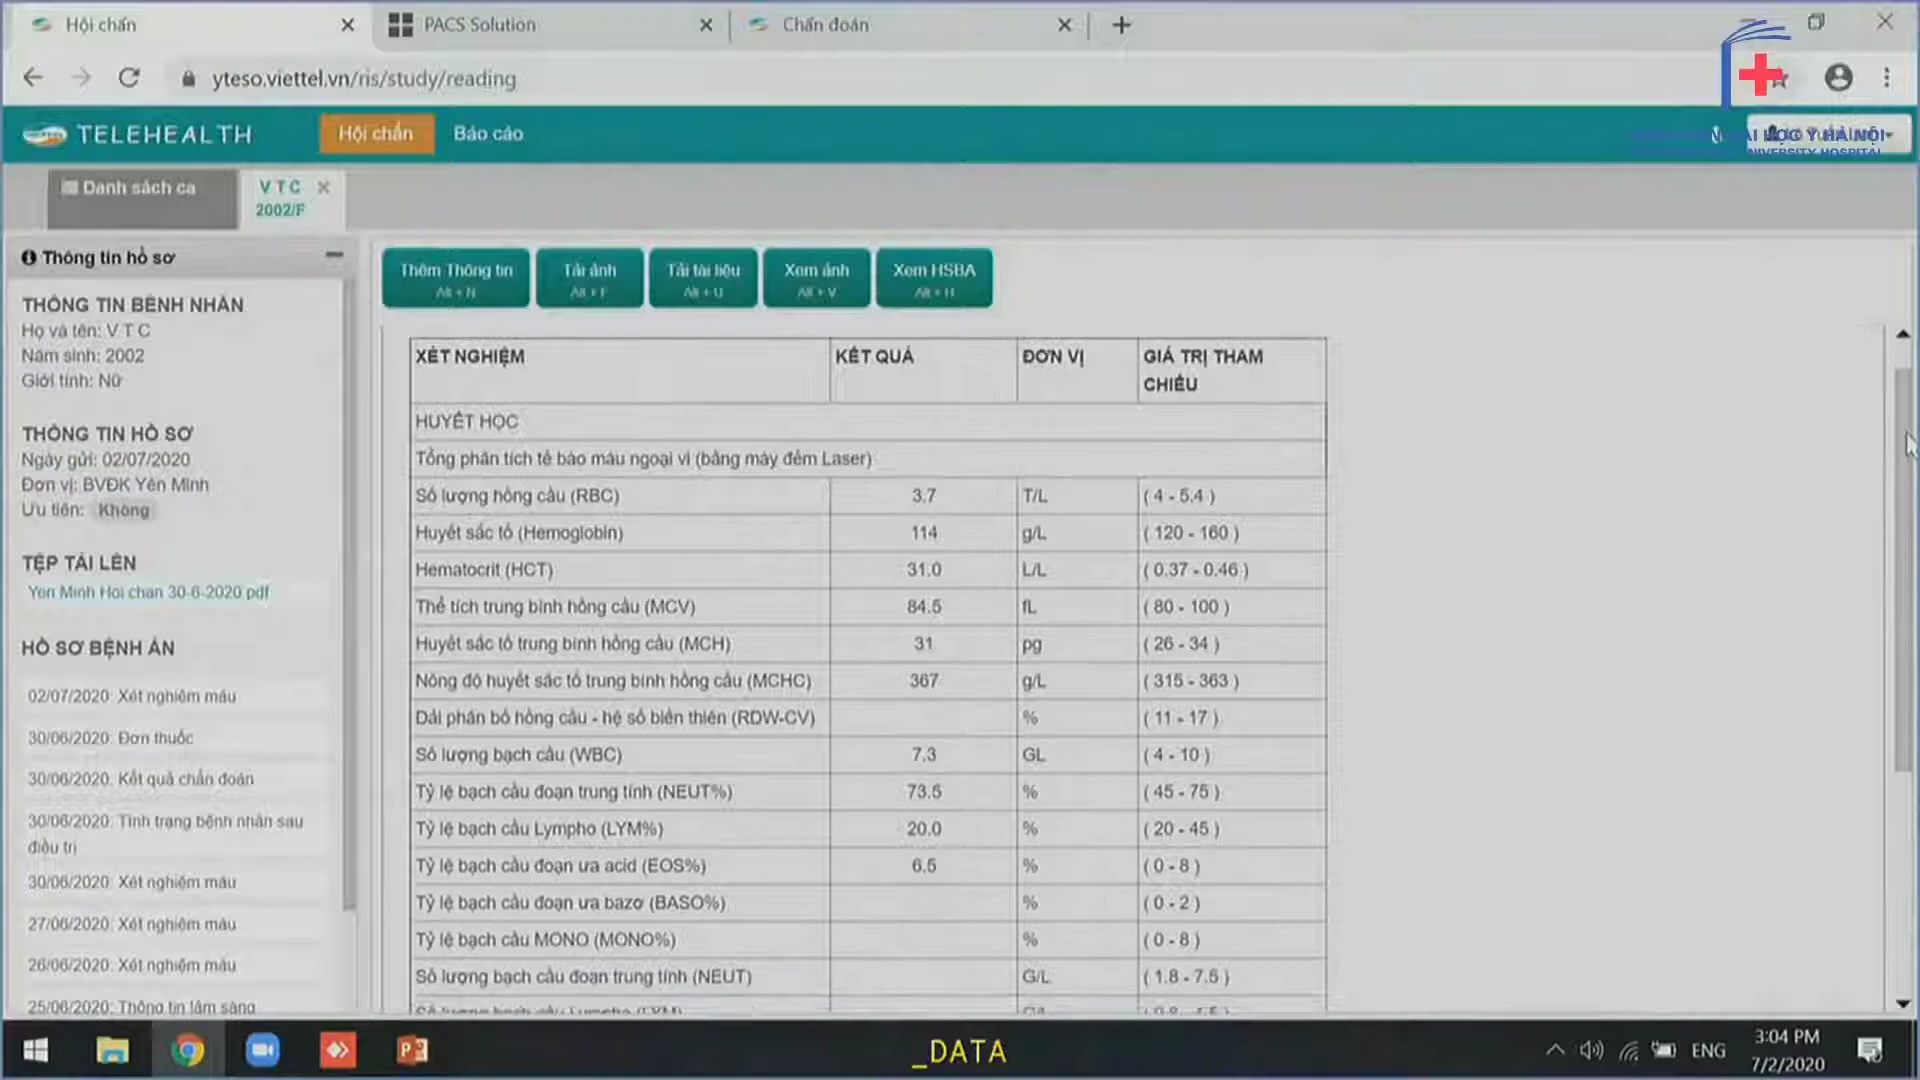 Hội chẩn
PACS Solution
Chẩn đoán
yteso.viettel.vn/ris/study/reading
TELEHEALTH
Hội chẩn
Báo cáo
ĐẠI HỌC Y HÀ NỘI
UNIVERSITY HOSPITAL
Danh sách ca
V T C
2002/F
Thông tin hồ sơ
THÔNG TIN BỆNH NHÂN
Họ và tên: V T C
Năm sinh: 2002
Giới tính: Nữ
THÔNG TIN HỒ SƠ
Ngày gửi: 02/07/2020
Đơn vị: BVĐK Yên Minh
Ưu tiên: Không
TỆP TẢI LÊN
Yen Minh Hoi chan 30-6-2020.pdf
HỒ SƠ BỆNH ÁN
02/07/2020: Xét nghiệm máu
30/06/2020: Đơn thuốc
30/06/2020: Kết quả chẩn đoán
30/06/2020: Tình trạng bệnh nhân sau
điều trị
30/06/2020: Xét nghiệm máu
27/06/2020: Xét nghiệm máu
26/06/2020: Xét nghiệm máu
25/06/2020: Thông tin lâm sàng
Thêm Thông tin
Alt + N
Tải ảnh
Alt + F
Tải tài liệu
Alt + U
Xem ảnh
Alt + V
Xem HSBA
Alt + H
XÉT NGHIỆM KẾT QUẢ ĐƠN VỊ GIÁ TRỊ THAM
CHIẾU
HUYẾT HỌC
Tổng phân tích tế bào máu ngoại vi (bằng máy đếm Laser)
Số lượng hồng cầu (RBC) 3.7 T/L ( 4 - 5.4 )
Huyết sắc tố (Hemoglobin) 114 g/L ( 120 - 160 )
Hematocrit (HCT) 31.0 L/L ( 0.37 - 0.46 )
Thể tích trung bình hồng cầu (MCV) 84.5 fL ( 80 - 100 )
Huyết sắc tố trung bình hồng cầu (MCH) 31 pg ( 26 - 34 )
Nồng độ huyết sắc tố trung bình hồng cầu (MCHC) 367 g/L ( 315 - 363 )
Dải phân bố hồng cầu - hệ số biến thiên (RDW-CV) % ( 11 - 17 )
Số lượng bạch cầu (WBC) 7.3 GL ( 4 - 10 )
Tỷ lệ bạch cầu đoạn trung tính (NEUT%) 73.5 % ( 45 - 75 )
Tỷ lệ bạch cầu Lympho (LYM%) 20.0 % ( 20 - 45 )
Tỷ lệ bạch cầu đoạn ưa acid (EOS%) 6.5 % ( 0 - 8 )
Tỷ lệ bạch cầu đoạn ưa bazơ (BASO%) % ( 0 - 2 )
Tỷ lệ bạch cầu MONO (MONO%) % ( 0 - 8 )
Số lượng bạch cầu đoạn trung tính (NEUT) G/L ( 1.8 - 7.5 )
_DATA
ENG
3:04 PM
7/2/2020